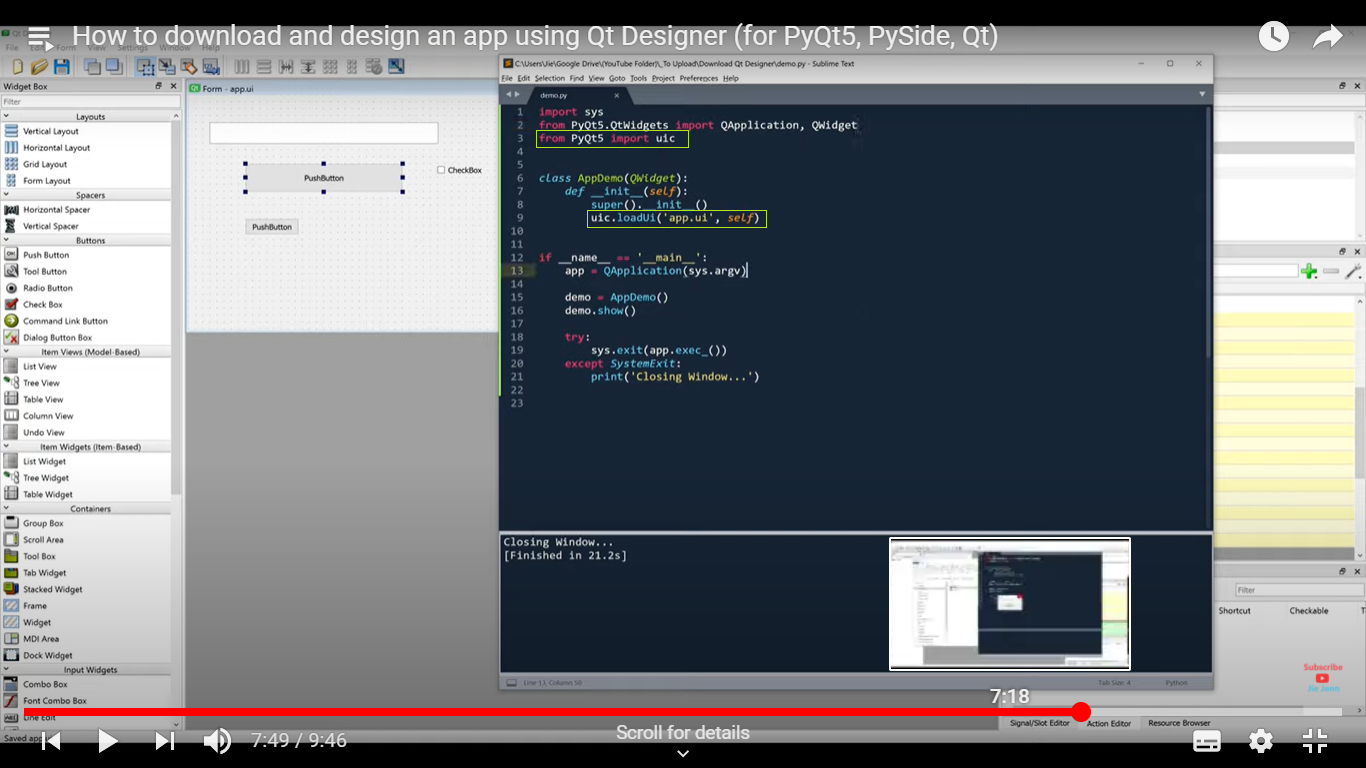 How to download and design an app using Qt Designer (for PyQt5, PySide, Qt)
Form View Settings Window Help
Widget Box
Filter
Layouts
Vertical Layout
Horizontal Layout
Grid Layout
Form Layout
Spacers
Horizontal Spacer
Vertical Spacer
Buttons
Push Button
Tool Button
Radio Button
Check Box
Command Link Button
Dialog Button Box
Item Views (Model-Based)
List View
Tree View
Table View
Column View
Undo View
Item Widgets (Item-Based)
List Widget
Tree Widget
Table Widget
Containers
Group Box
Scroll Area
Tool Box
Tab Widget
Stacked Widget
Frame
Widget
MDI Area
Dock Widget
Input Widgets
Combo Box
Font Combo Box
Line Edit
Form - app.ui
PushButton
CheckBox
PushButton
C:\Users\Jie\Google Drive\(YouTube Folder)\_To Upload\Download Qt Designer\demo.py - Sublime Text
File Edit Selection Find View Goto Tools Project Preferences Help
demo.py
1 import sys
2 from PyQt5.QtWidgets import QApplication, QWidget
3 from PyQt5 import uic
4
5
6 class AppDemo(QWidget):
7 def __init__(self):
8 super().__init__()
9 uic.loadUi('app.ui', self)
10
11
12 if __name__ == '__main__':
13 app = QApplication(sys.argv)
14
15 demo = AppDemo()
16 demo.show()
17
18 try:
19 sys.exit(app.exec_())
20 except SystemExit:
21 print('Closing Window...')
22
23
Closing Window...
[Finished in 21.2s]
Line 13, Column 50
Tab Size: 4
Python
Filter
Shortcut
Checkable
Subscribe
Jie Jenn
7:18
Signal/Slot Editor
Action Editor
Resource Browser
7:49 / 9:46
Scroll for details